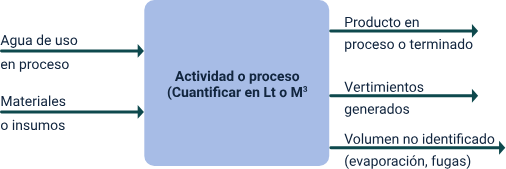 Agua de uso
en proceso
Materiales
o insumos
Actividad o proceso
(Cuantificar en Lt o M³
Producto en
proceso o terminado
Vertimientos
generados
Volumen no identificado
(evaporación, fugas)